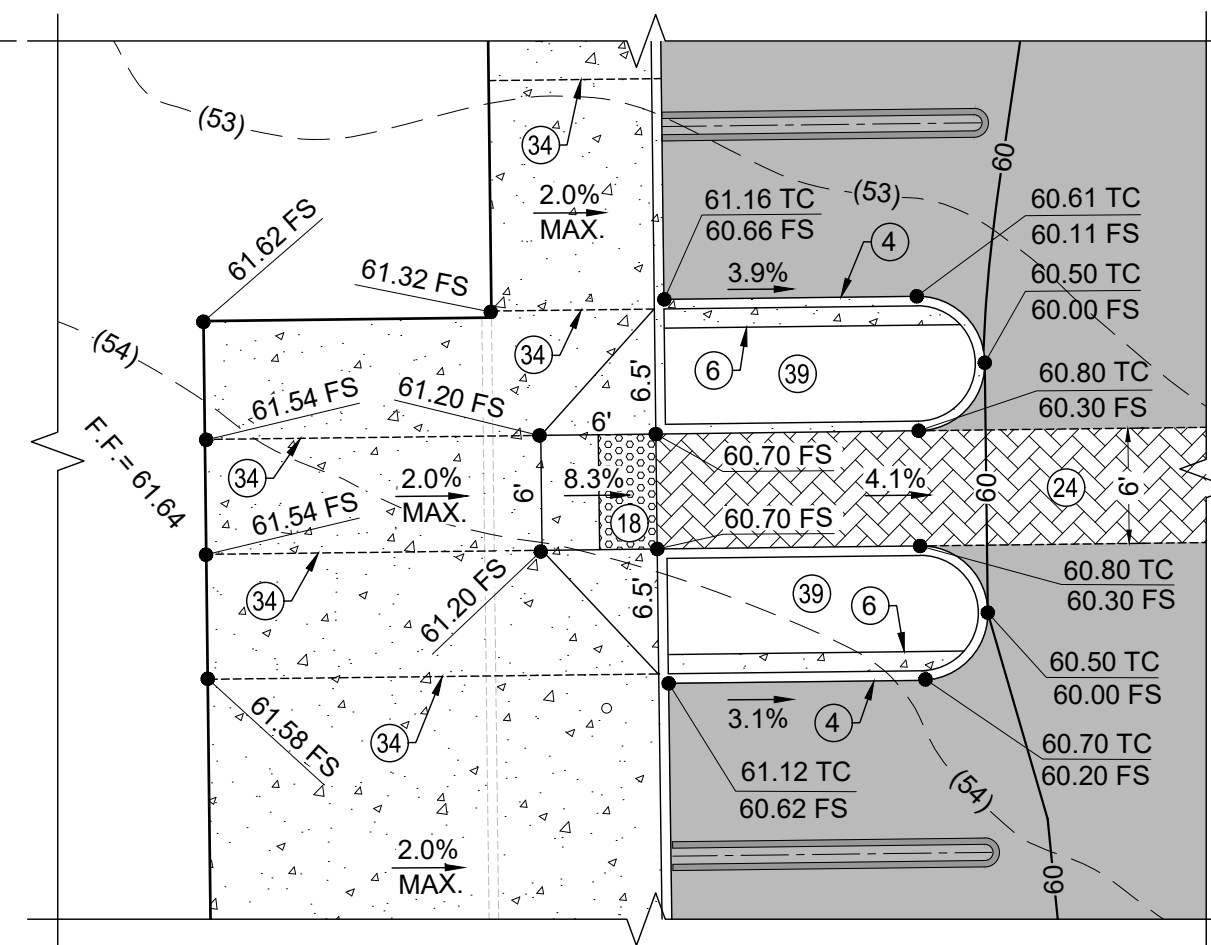 (53)
34
2.0%
MAX.
61.62 FS
61.32 FS
61.16 TC
60.66 FS
(53)
60
60.61 TC
60.11 FS
4
3.9%
60.50 TC
60.00 FS
(54)
34
6
39
6.5'
60.80 TC
60.30 FS
61.54 FS
61.20 FS
6'
F.F.= 61.64
34
2.0%
MAX.
6'
8.3%
60.70 FS
4.1%
60
24
6'
18
61.54 FS
60.70 FS
34
61.20 FS
6.5'
39
6
60.80 TC
60.30 FS
61.58 FS
34
3.1%
4
60.50 TC
60.00 FS
61.12 TC
60.62 FS
60.70 TC
60.20 FS
(54)
2.0%
MAX.
60